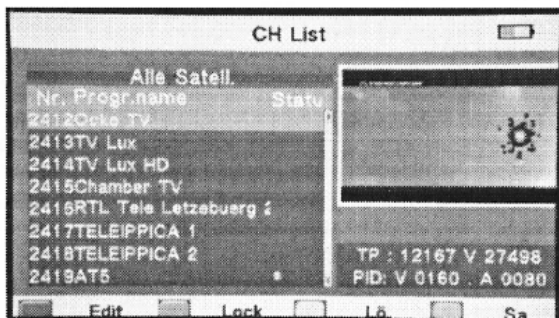 CH List
Alle Satell.
Nr. Progr.name Statu
2412Ocko TV
2413TV Lux
2414TV Lux HD
2415Chamber TV
2416RTL Tele Letzebuerg 2
2417TELEIPPICA 1
2418TELEIPPICA 2
2419AT5 s
TP : 12167 V 27498
PID: V 0160 . A 0080
Edit Lock Lö. Sa